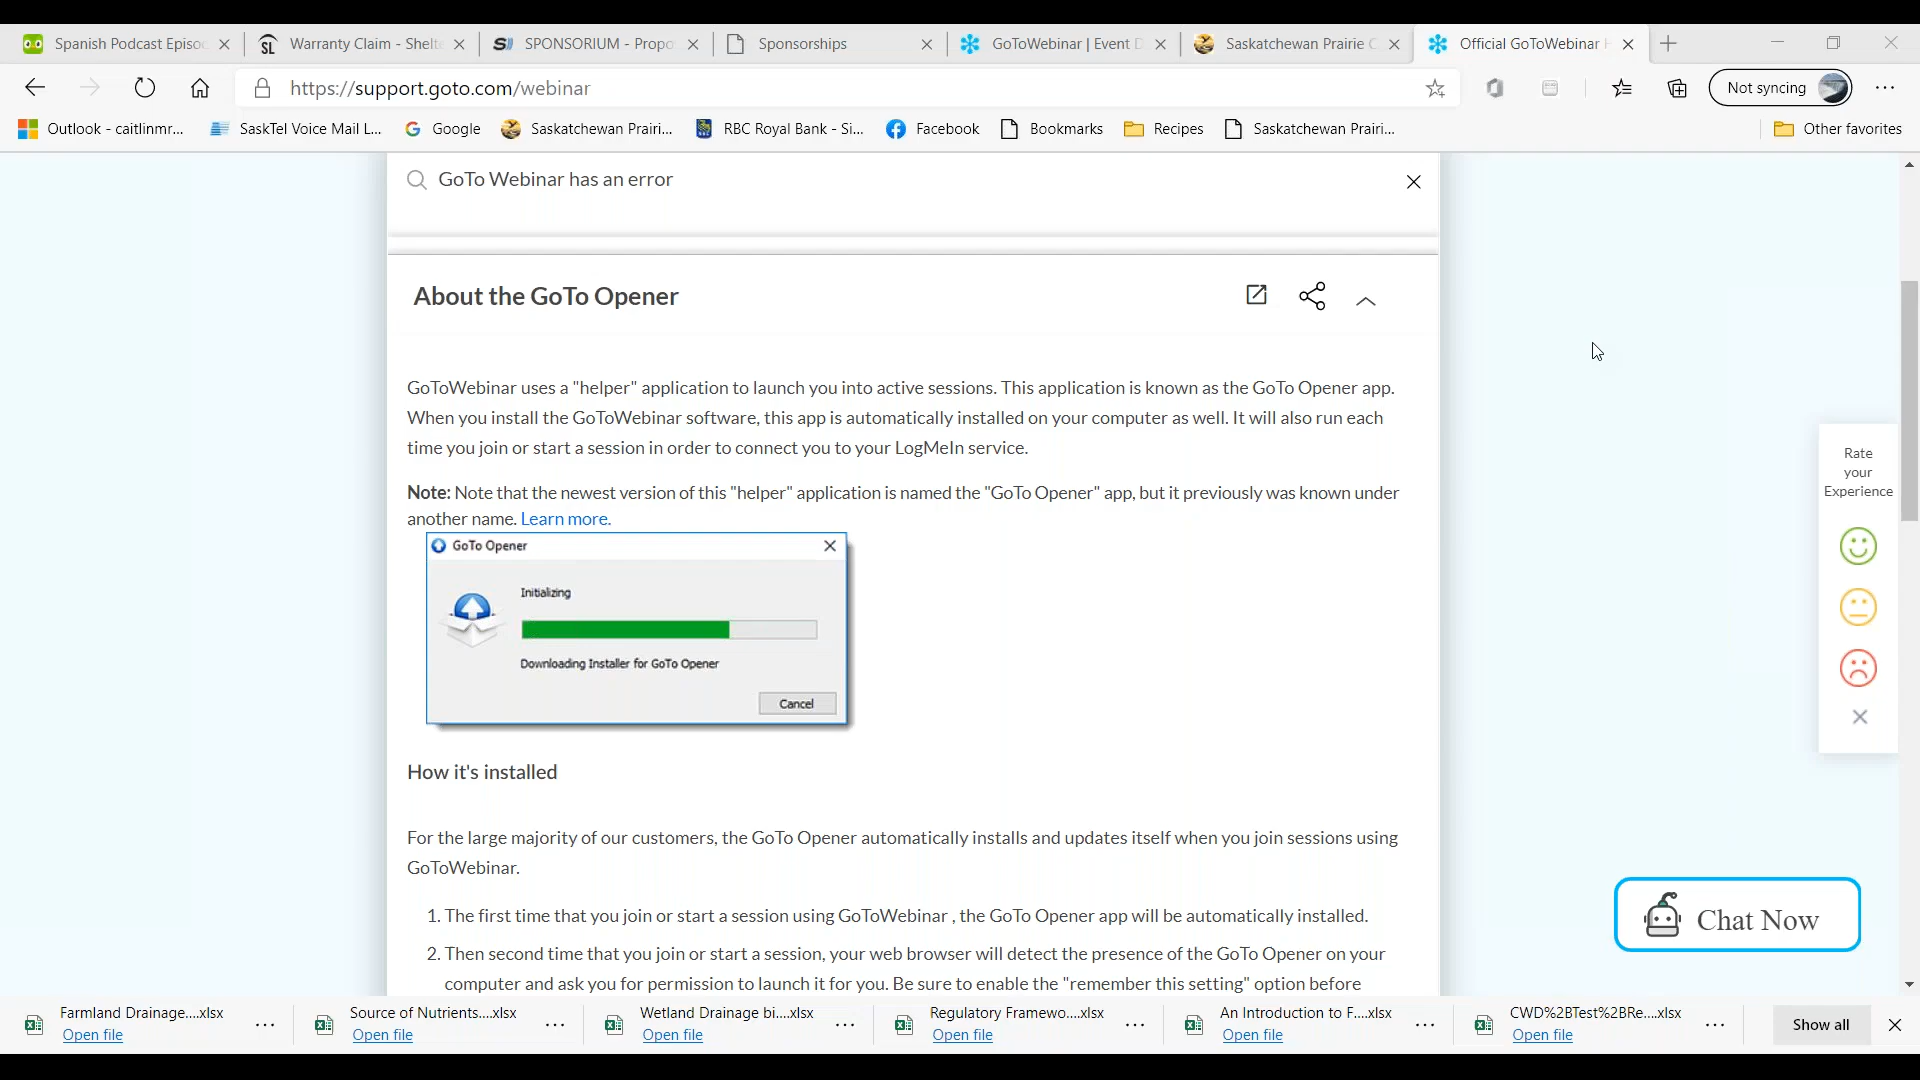 Spanish Podcast Episo
Warranty Claim - Shelte
SPONSORIUM - Propo
Sponsorships
GoToWebinar | Event D
Saskatchewan Prairie C
Official GoToWebinar H
https://support.goto.com/webinar
Not syncing
Outlook - caitlinmr...
SaskTel Voice Mail L...
Google
Saskatchewan Prairi...
RBC Royal Bank - Si...
Facebook
Bookmarks
Recipes
Saskatchewan Prairi...
Other favorites
GoTo Webinar has an error
About the GoTo Opener
GoToWebinar uses a "helper" application to launch you into active sessions. This application is known as the GoTo Opener app.
When you install the GoToWebinar software, this app is automatically installed on your computer as well. It will also run each
time you join or start a session in order to connect you to your LogMeIn service.
Note: Note that the newest version of this "helper" application is named the "GoTo Opener" app, but it previously was known under
another name. Learn more.
GoTo Opener
Initializing
Downloading Installer for GoTo Opener
Cancel
How it's installed
For the large majority of our customers, the GoTo Opener automatically installs and updates itself when you join sessions using
GoToWebinar.
1. The first time that you join or start a session using GoToWebinar , the GoTo Opener app will be automatically installed.
2. Then second time that you join or start a session, your web browser will detect the presence of the GoTo Opener on your
computer and ask you for permission to launch it for you. Be sure to enable the "remember this setting" option before
Rate
your
Experience
Chat Now
Farmland Drainage....xlsx
Open file
Source of Nutrients....xlsx
Open file
Wetland Drainage bi....xlsx
Open file
Regulatory Framewo....xlsx
Open file
An Introduction to F....xlsx
Open file
CWD%2BTest%2BRe....xlsx
Open file
Show all